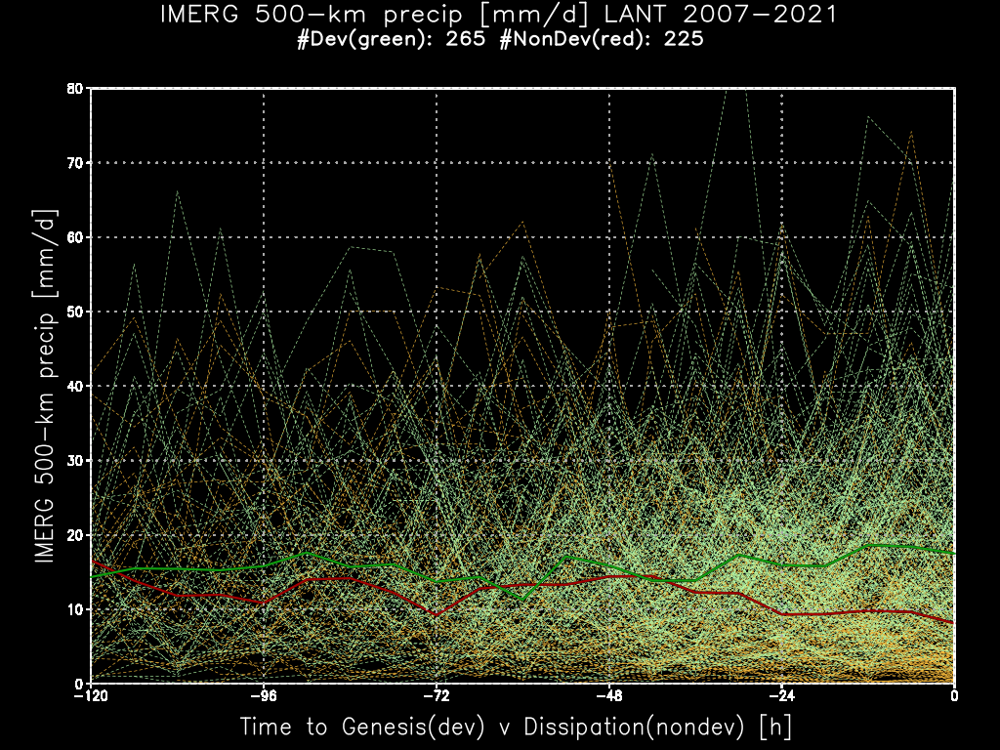 IMERG 500-km precip [mm/d] LANT 2007-2021
#Dev(green): 265 #NonDev(red): 225
80
70
60
50
40
30
20
10
0
IMERG 500-km precip [mm/d]
-120 -96 -72 -48 -24 0
Time to Genesis(dev) v Dissipation(nondev) [h]